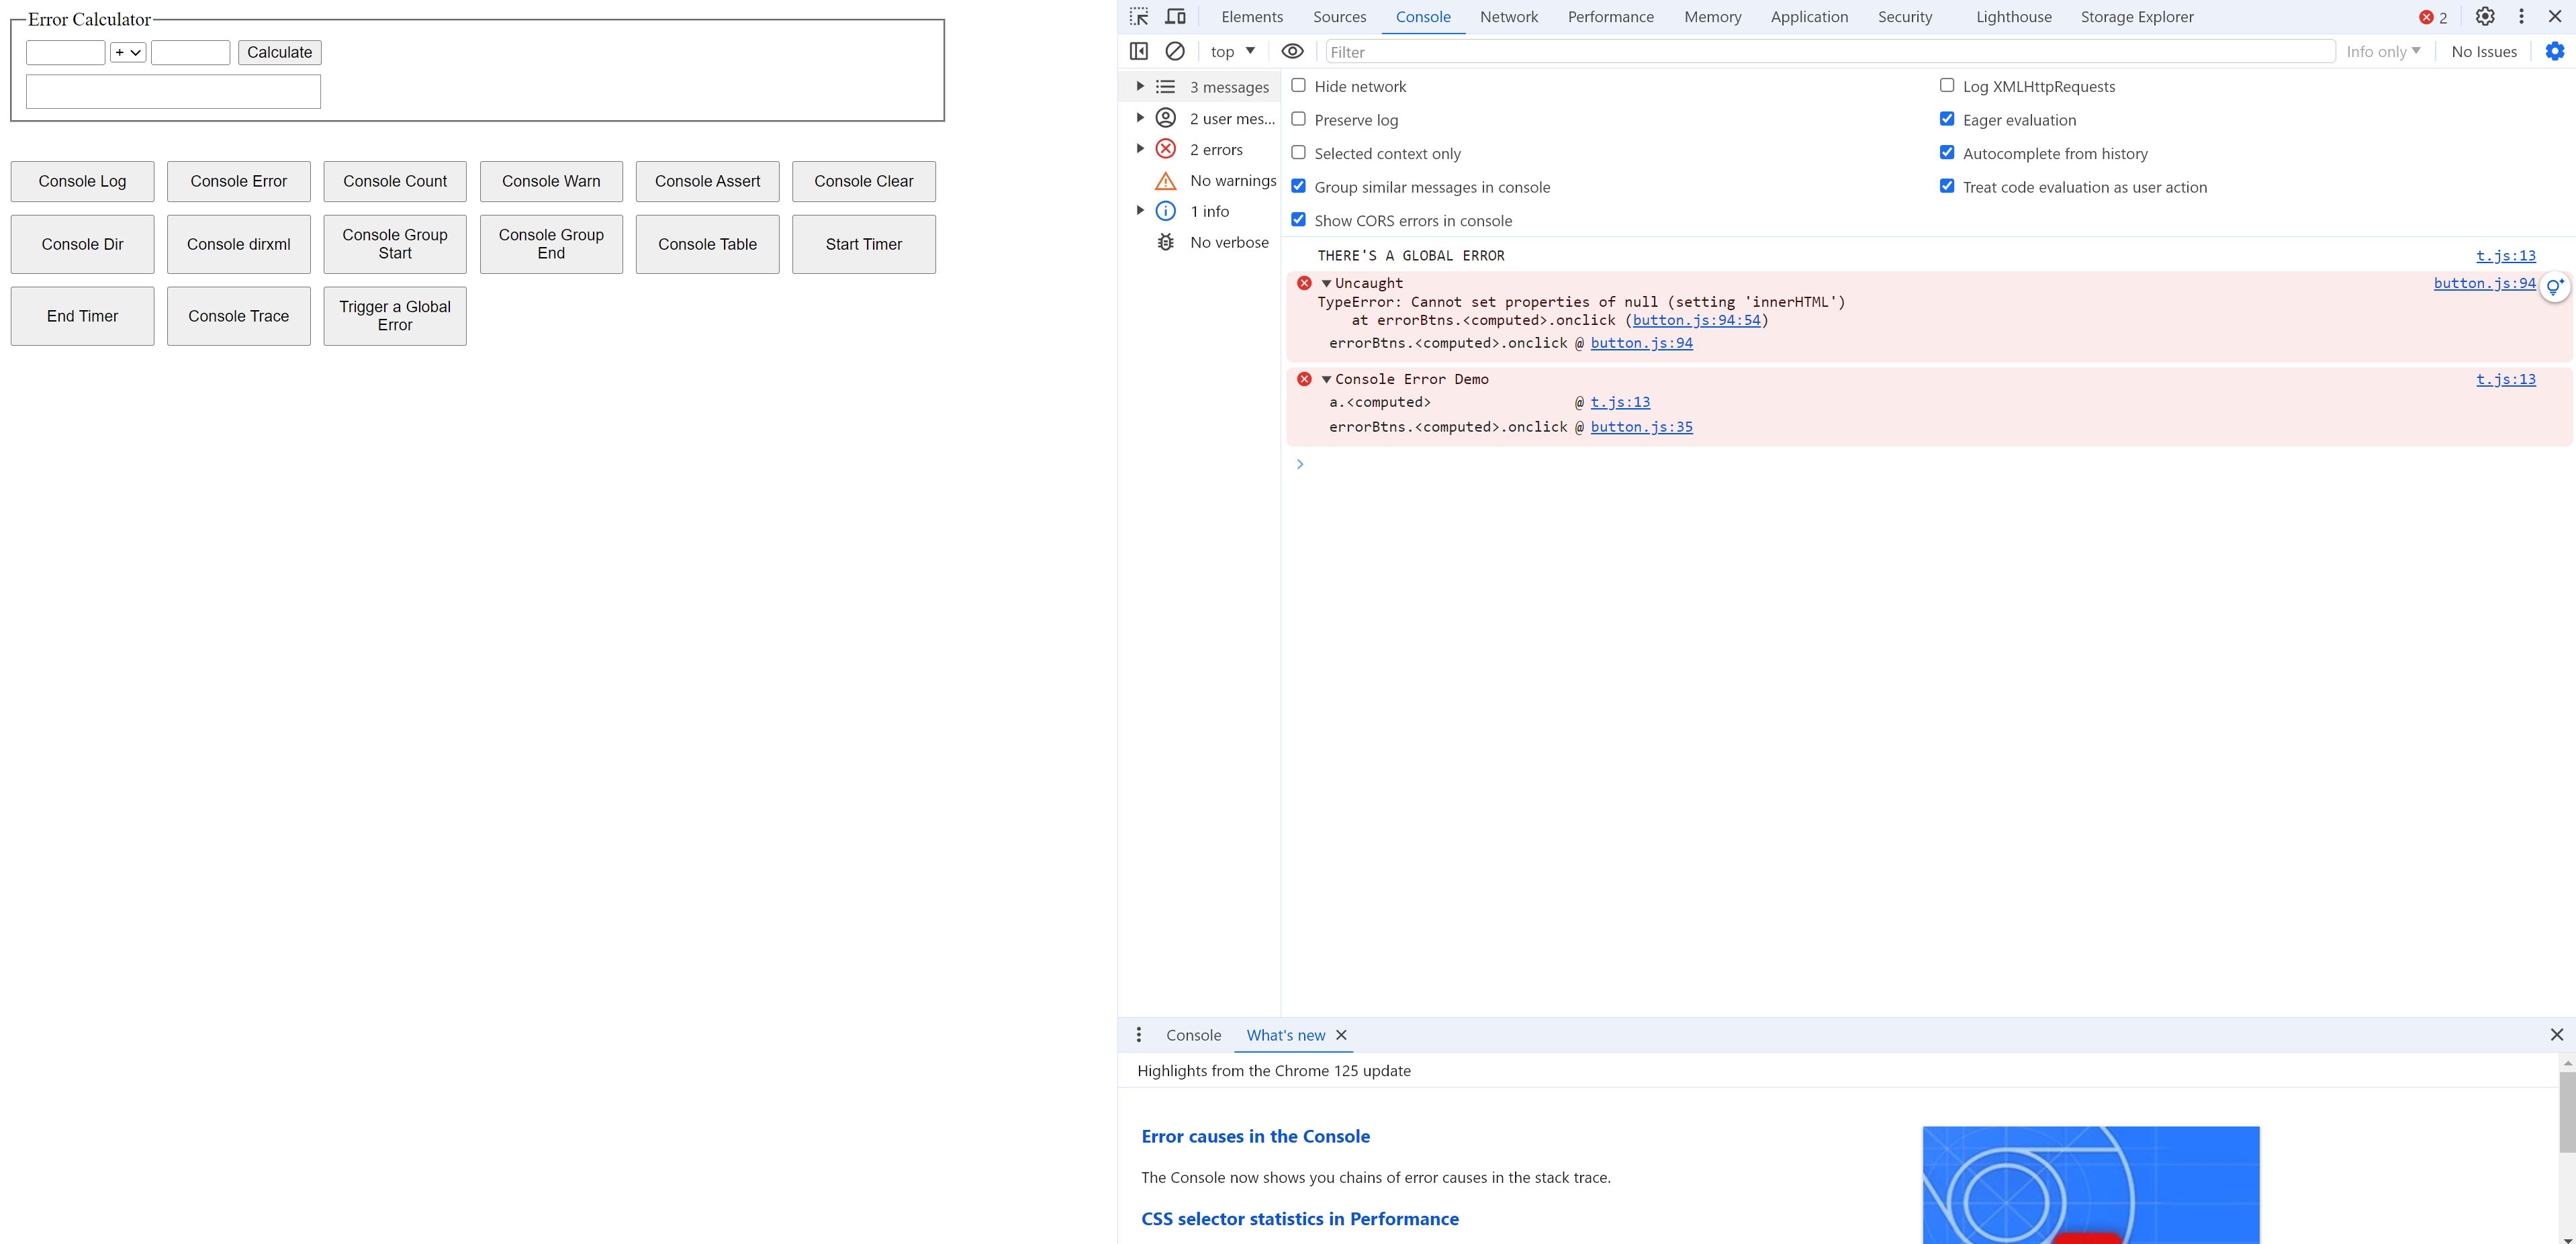 Error Calculator
+
Calculate
Console Log
Console Error
Console Count
Console Warn
Console Assert
Console Clear
Console Dir
Console dirxml
Console Group
Start
Console Group
End
Console Table
Start Timer
End Timer
Console Trace
Trigger a Global
Error
Elements Sources Console Network Performance Memory Application Security Lighthouse Storage Explorer 2
top Filter Info only No Issues
3 messages
2 user mes...
2 errors
No warnings
1 info
No verbose
Hide network
Log XMLHttpRequests
Preserve log
Eager evaluation
Selected context only
Autocomplete from history
Group similar messages in console
Treat code evaluation as user action
Show CORS errors in console
THERE'S A GLOBAL ERROR t.js:13
Uncaught button.js:94
TypeError: Cannot set properties of null (setting 'innerHTML')
at errorBtns.<computed>.onclick (button.js:94:54)
errorBtns.<computed>.onclick @ button.js:94
Console Error Demo t.js:13
a.<computed> @ t.js:13
errorBtns.<computed>.onclick @ button.js:35
>
Console What's new
Highlights from the Chrome 125 update
Error causes in the Console
The Console now shows you chains of error causes in the stack trace.
CSS selector statistics in Performance